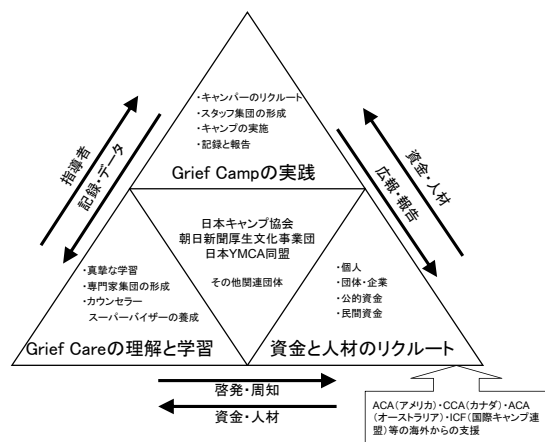 ・キャンパーのリクルート
・スタッフ集団の形成
・キャンプの実施
・記録と報告
Grief Campの実践
指導者
記録・データ
資金・人材
広報・報告
日本キャンプ協会
朝日新聞厚生文化事業団
日本YMCA同盟
その他関連団体
・真摯な学習
・専門家集団の形成
・カウンセラー
スーパーバイザーの養成
Grief Careの理解と学習
・個人
・団体・企業
・公的資金
・民間資金
資金と人材のリクルート
啓発・周知
資金・人材
ACA(アメリカ)・CCA(カナダ)・ACA
(オーストラリア)・ICF(国際キャンプ連
盟)等の海外からの支援